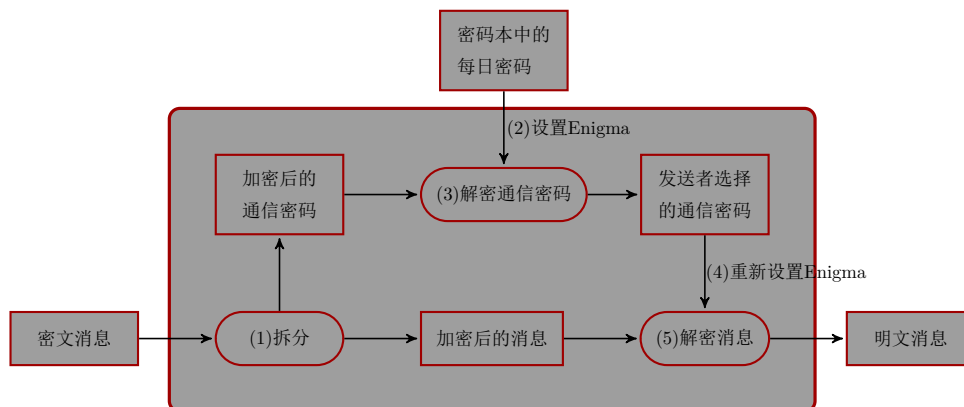 密码本中的
每日密码
(2)设置Enigma
加密后的
通信密码
(3)解密通信密码
发送者选择
的通信密码
(4)重新设置Enigma
密文消息
(1)拆分
加密后的消息
(5)解密消息
明文消息